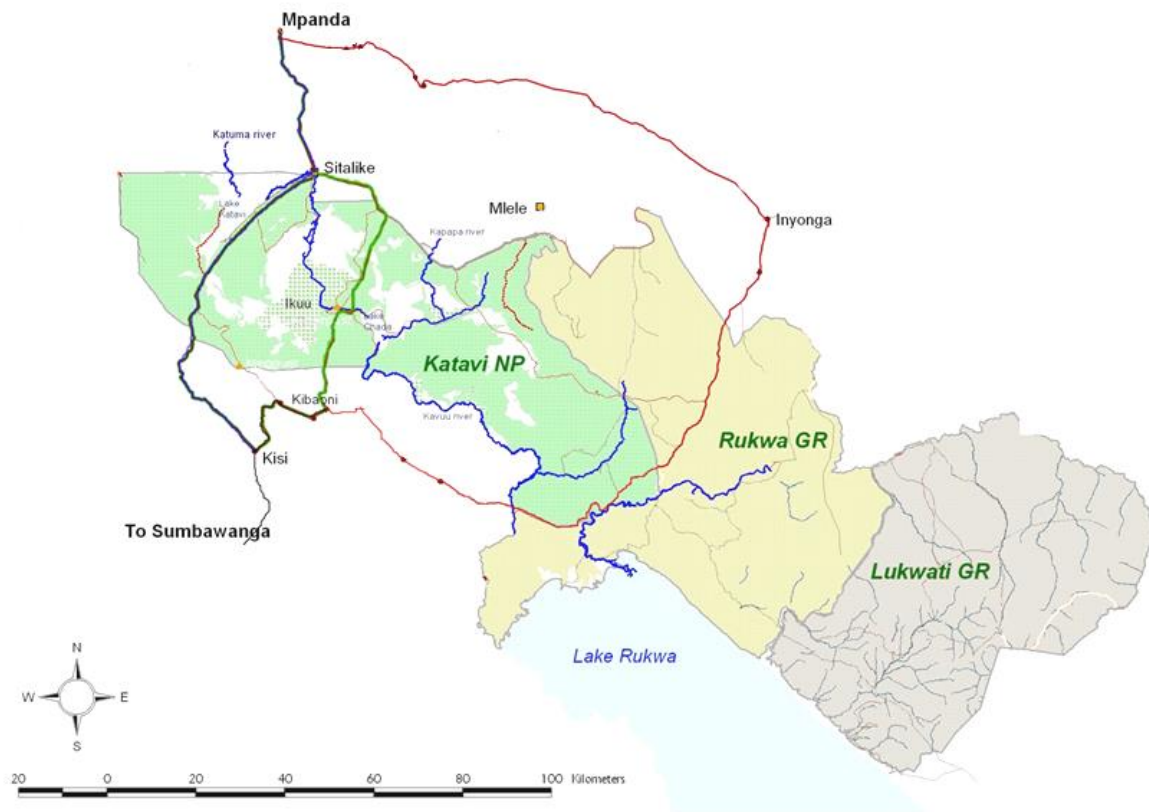 Mpanda
Katuma river
Sitalike
Lake
Katavi
Mlele
Inyonga
Kapapa river
Ikuu
Lake
Chada
Katavi NP
Kibaoni
Kavuu river
Rukwa GR
Kisi
To Sumbawanga
Lukwati GR
Lake Rukwa
N
W
E
S
20 0 20 40 60 80 100 Kilometers